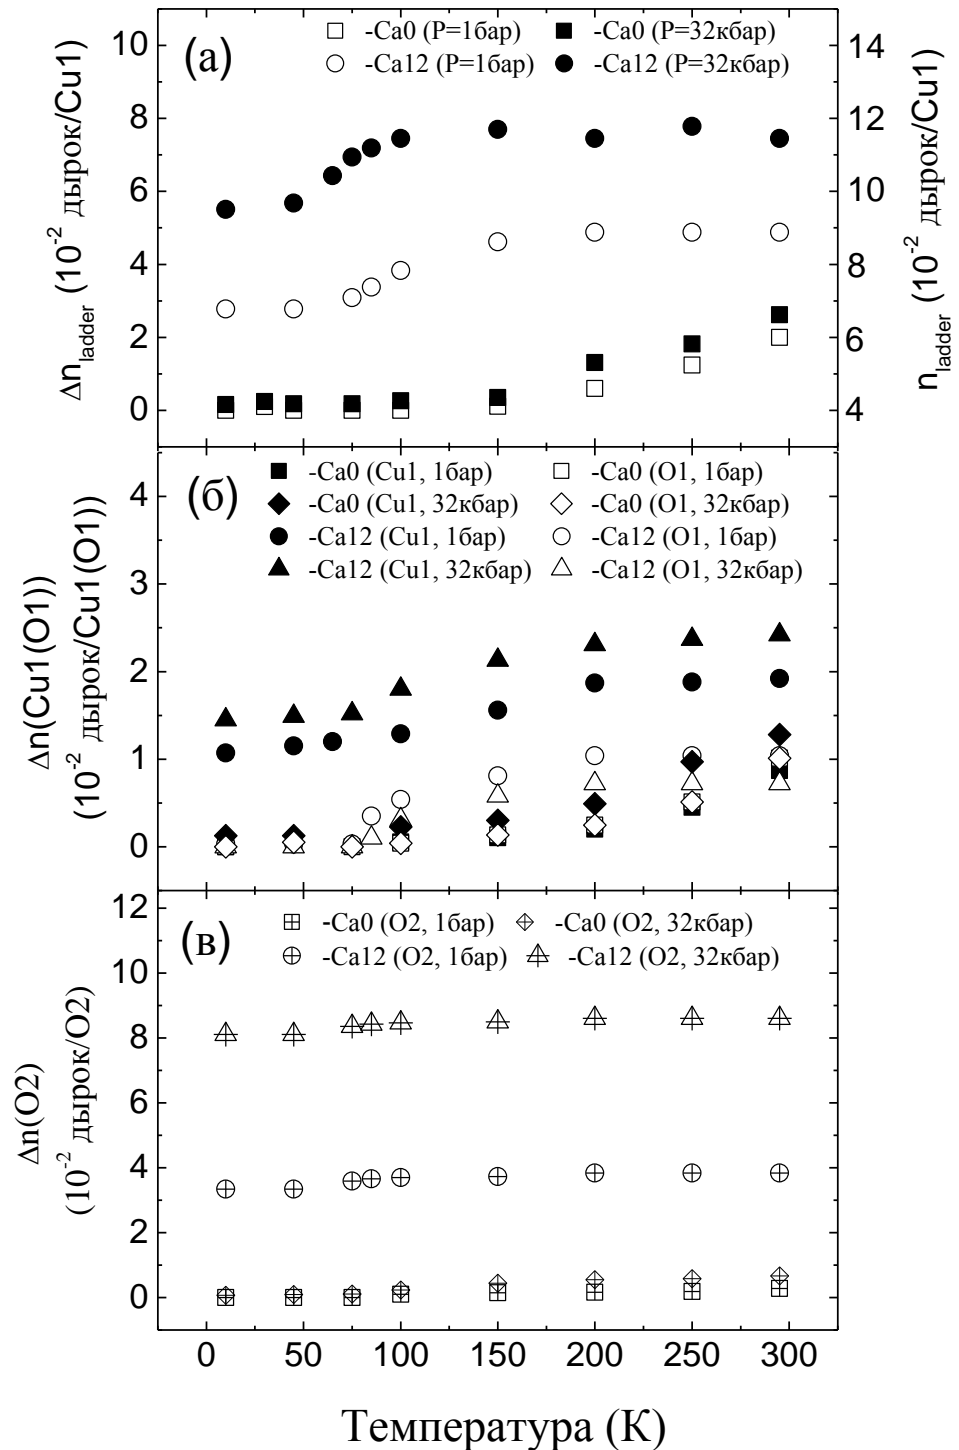 (а)
-Ca0 (P=1бар) -Ca0 (P=32кбар)
-Ca12 (P=1бар) -Ca12 (P=32кбар)
10 14
8 12
6 10
4 8
2 6
0 4
Δn_ladder (10⁻² дырок/Cu1)
n_ladder (10⁻² дырок/Cu1)
(б)
-Ca0 (Cu1, 1бар) -Ca0 (O1, 1бар)
-Ca0 (Cu1, 32кбар) -Ca0 (O1, 32кбар)
-Ca12 (Cu1, 1бар) -Ca12 (O1, 1бар)
-Ca12 (Cu1, 32кбар) -Ca12 (O1, 32кбар)
4
3
2
1
0
Δn(Cu1(O1))
(10⁻² дырок/Cu1(O1))
(в)
-Ca0 (O2, 1бар) -Ca0 (O2, 32кбар)
-Ca12 (O2, 1бар) -Ca12 (O2, 32кбар)
12
10
8
6
4
2
0
Δn(O2)
(10⁻² дырок/O2)
0 50 100 150 200 250 300
Температура (К)